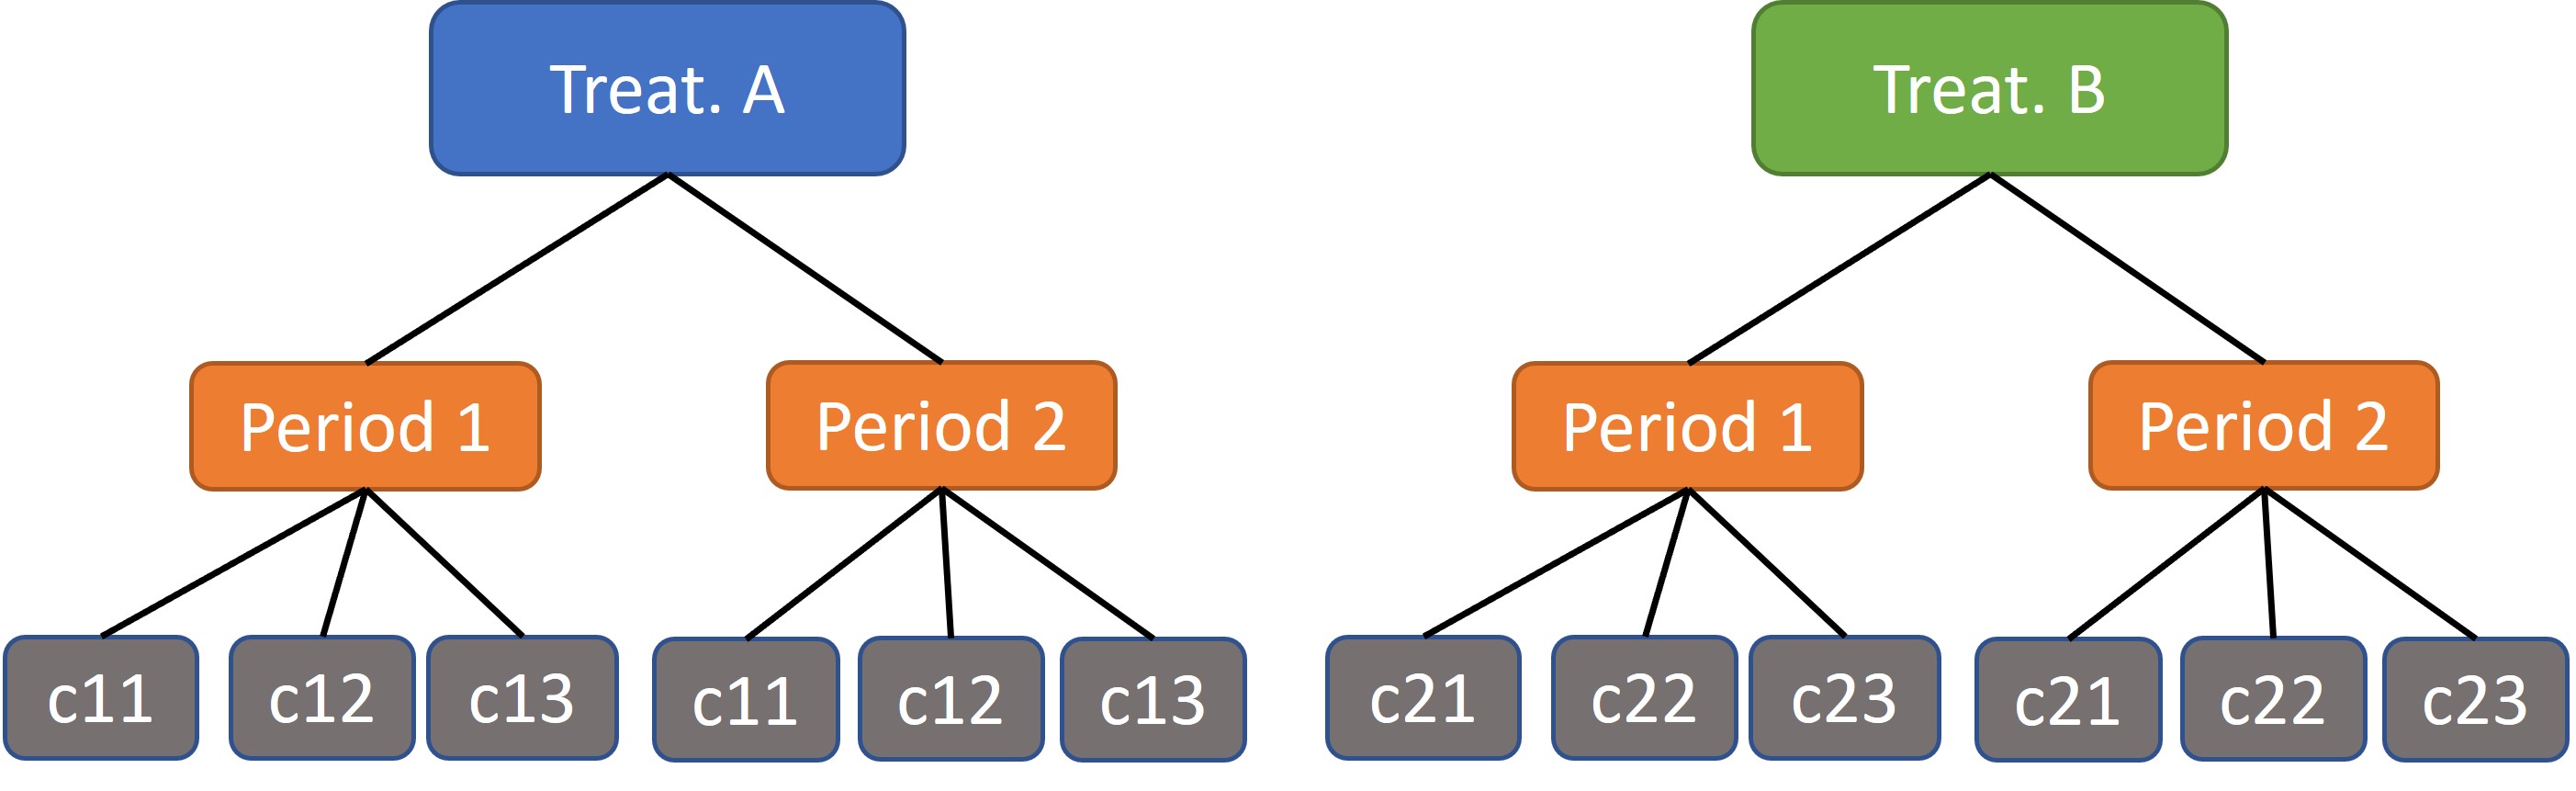 Treat. A
Treat. B
Period 1
Period 2
Period 1
Period 2
c11
c12
c13
c11
c12
c13
c21
c22
c23
c21
c22
c23